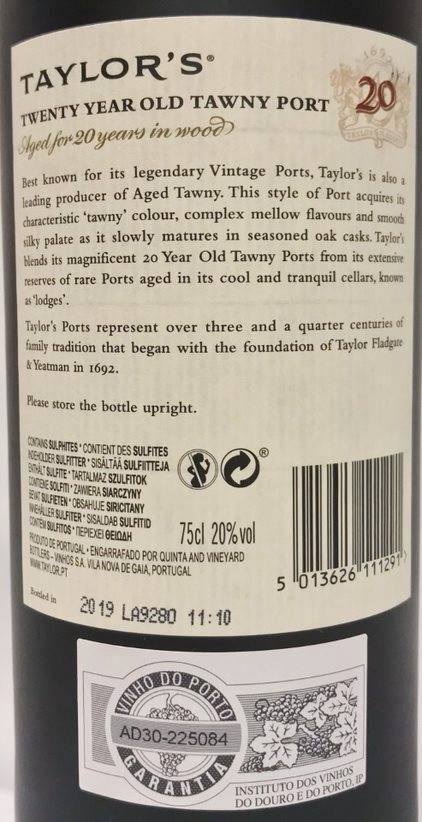 TAYLOR'S®
TWENTY YEAR OLD TAWNY PORT
20
Aged for 20 years in wood
Best known for its legendary Vintage Ports, Taylor's is also a
leading producer of Aged Tawny. This style of Port acquires its
characteristic 'tawny' colour, complex mellow flavours and smooth
silky palate as it slowly matures in seasoned oak casks. Taylor's
blends its magnificent 20 Year Old Tawny Ports from its extensive
reserves of rare Ports aged in its cool and tranquil cellars, known
as 'lodges'.
Taylor's Ports represent over three and a quarter centuries of
family tradition that began with the foundation of Taylor Fladgate
& Yeatman in 1692.
Please store the bottle upright.
CONTAINS SULPHITES * CONTIENT DES SULFITES
INDEHOLDER SULFITTER * SISÄLTÄÄ SULFIITTEJA
ENTHÄLT SULFITE * TARTALMAZ SZULFITOK
CONTIENE SOLFITI * ZAWIERA SIARCZYNY
BEVAT SULFIETEN * OBSAHUJE SIRICITANY
INNEHÅLLER SULFITER * SISALDAB SULFITID
CONTÉM SULFITOS * ΠΕΡΙΕΧΕΙ ΘΕΙΩΔΗ
®
75cl 20%vol
PRODUTO DE PORTUGAL • ENGARRAFADO POR QUINTA AND VINEYARD
BOTTLERS - VINHOS S.A. VILA NOVA DE GAIA, PORTUGAL
WWW.TAYLOR.PT
5 013626 111291
Bottled in
2019 LA9280 11:10
VINHO DO PORTO
AD30-225084
GARANTIA
INSTITUTO DOS VINHOS
DO DOURO E DO PORTO, IP